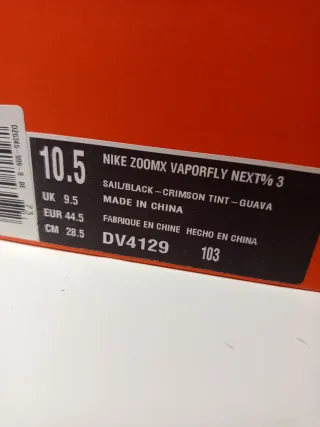 10.5
NIKE ZOOMX VAPORFLY NEXT% 3
SAIL/BLACK-CRIMSON TINT-GUAVA
MADE IN CHINA
FABRIQUE EN CHINE HECHO EN CHINA
DV4129 103
UK 9.5
EUR 44.5
CM 28.5